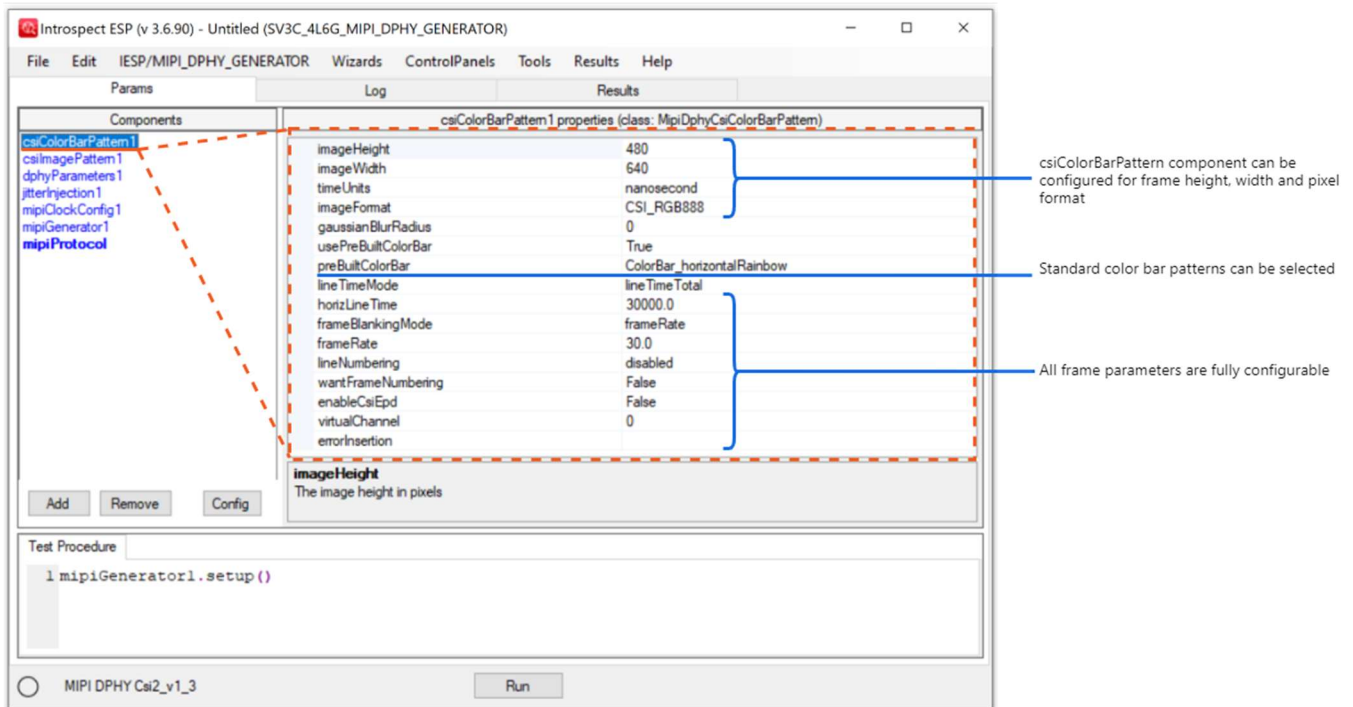 Introspect ESP (v 3.6.90) - Untitled (SV3C_4L6G_MIPI_DPHY_GENERATOR)
File Edit IESP/MIPI_DPHY_GENERATOR Wizards ControlPanels Tools Results Help
Params Log Results
Components
csiColorBarPattern1
csiImagePattern1
dphyParameters1
jitterInjection1
mipiClockConfig1
mipiGenerator1
mipiProtocol
Add Remove Config
csiColorBarPattern1 properties (class: MipiDphyCsiColorBarPattern)
imageHeight 480
imageWidth 640
timeUnits nanosecond
imageFormat CSI_RGB888
gaussianBlurRadius 0
usePreBuiltColorBar True
preBuiltColorBar ColorBar_horizontalRainbow
lineTimeMode lineTimeTotal
horizLineTime 30000.0
frameBlankingMode frameRate
frameRate 30.0
lineNumbering disabled
wantFrameNumbering False
enableCsiEpd False
virtualChannel 0
errorInsertion
imageHeight
The image height in pixels
csiColorBarPattern component can be
configured for frame height, width and pixel
format
Standard color bar patterns can be selected
All frame parameters are fully configurable
Test Procedure
1 mipiGenerator1.setup()
MIPI DPHY Csi2_v1_3
Run